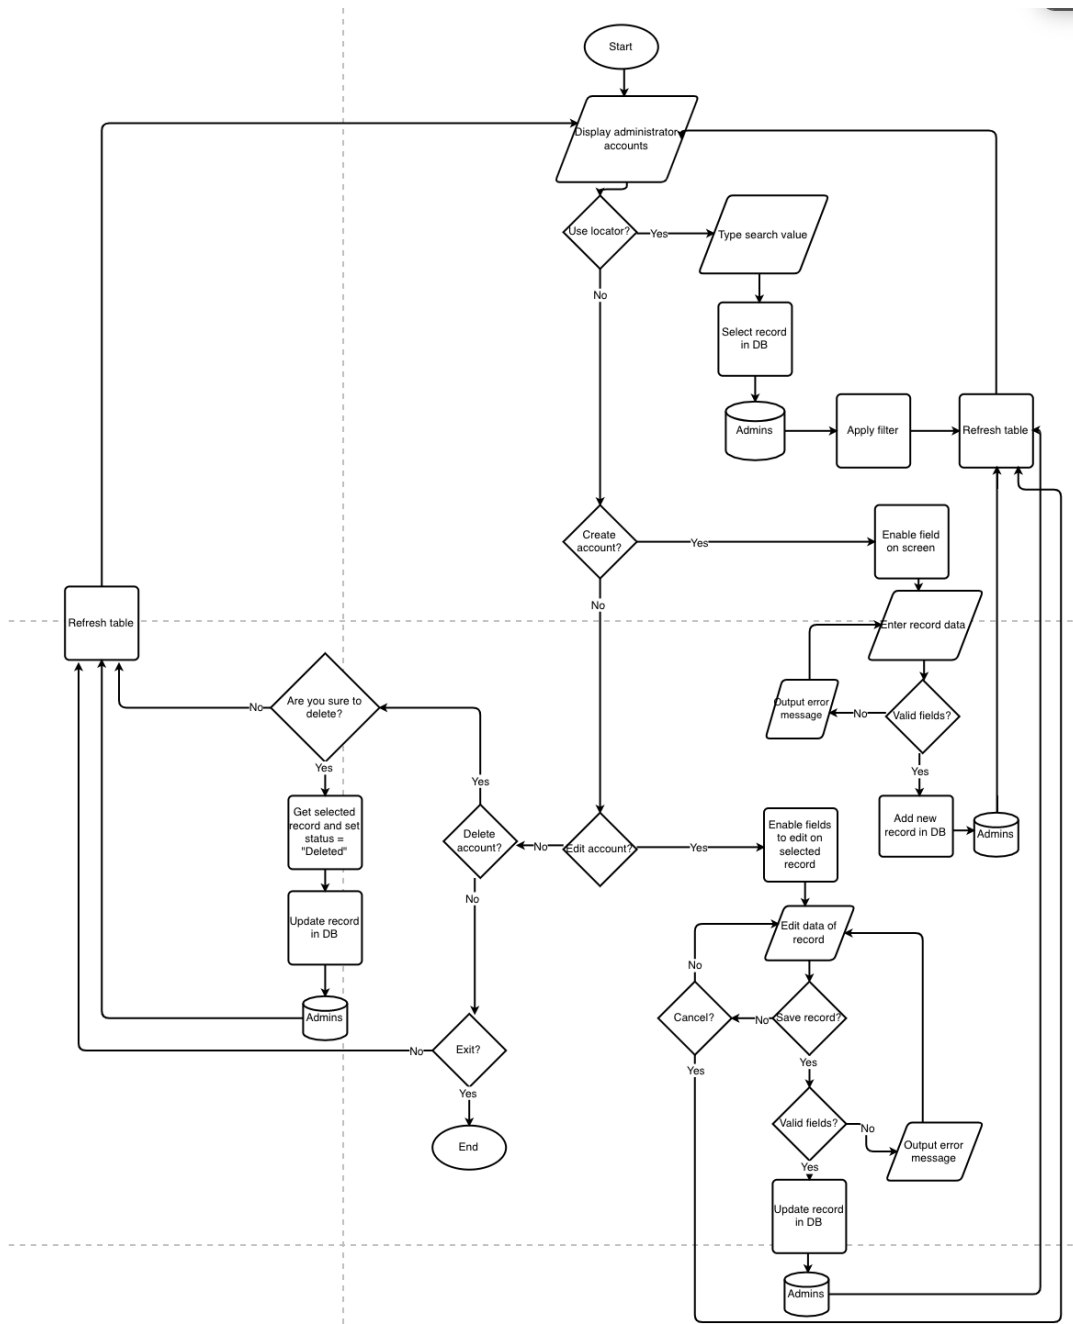 Start
Display administrator
accounts
Use locator?
Yes
Type search value
No
Select record
in DB
Admins
Apply filter
Refresh table
Create
account?
Yes
Enable field
on screen
No
Refresh table
Enter record data
Are you sure to
delete?
No
Output error
message
No
Valid fields?
Yes
Yes
Yes
Get selected
record and set
status =
"Deleted"
Delete
account?
No
Edit account?
Yes
Enable fields
to edit on
selected
record
Add new
record in DB
Admins
No
Update record
in DB
Edit data of
record
No
Admins
Cancel?
No
Save record?
No
Exit?
Yes
Yes
Yes
End
Valid fields?
No
Output error
message
Yes
Update record
in DB
Admins